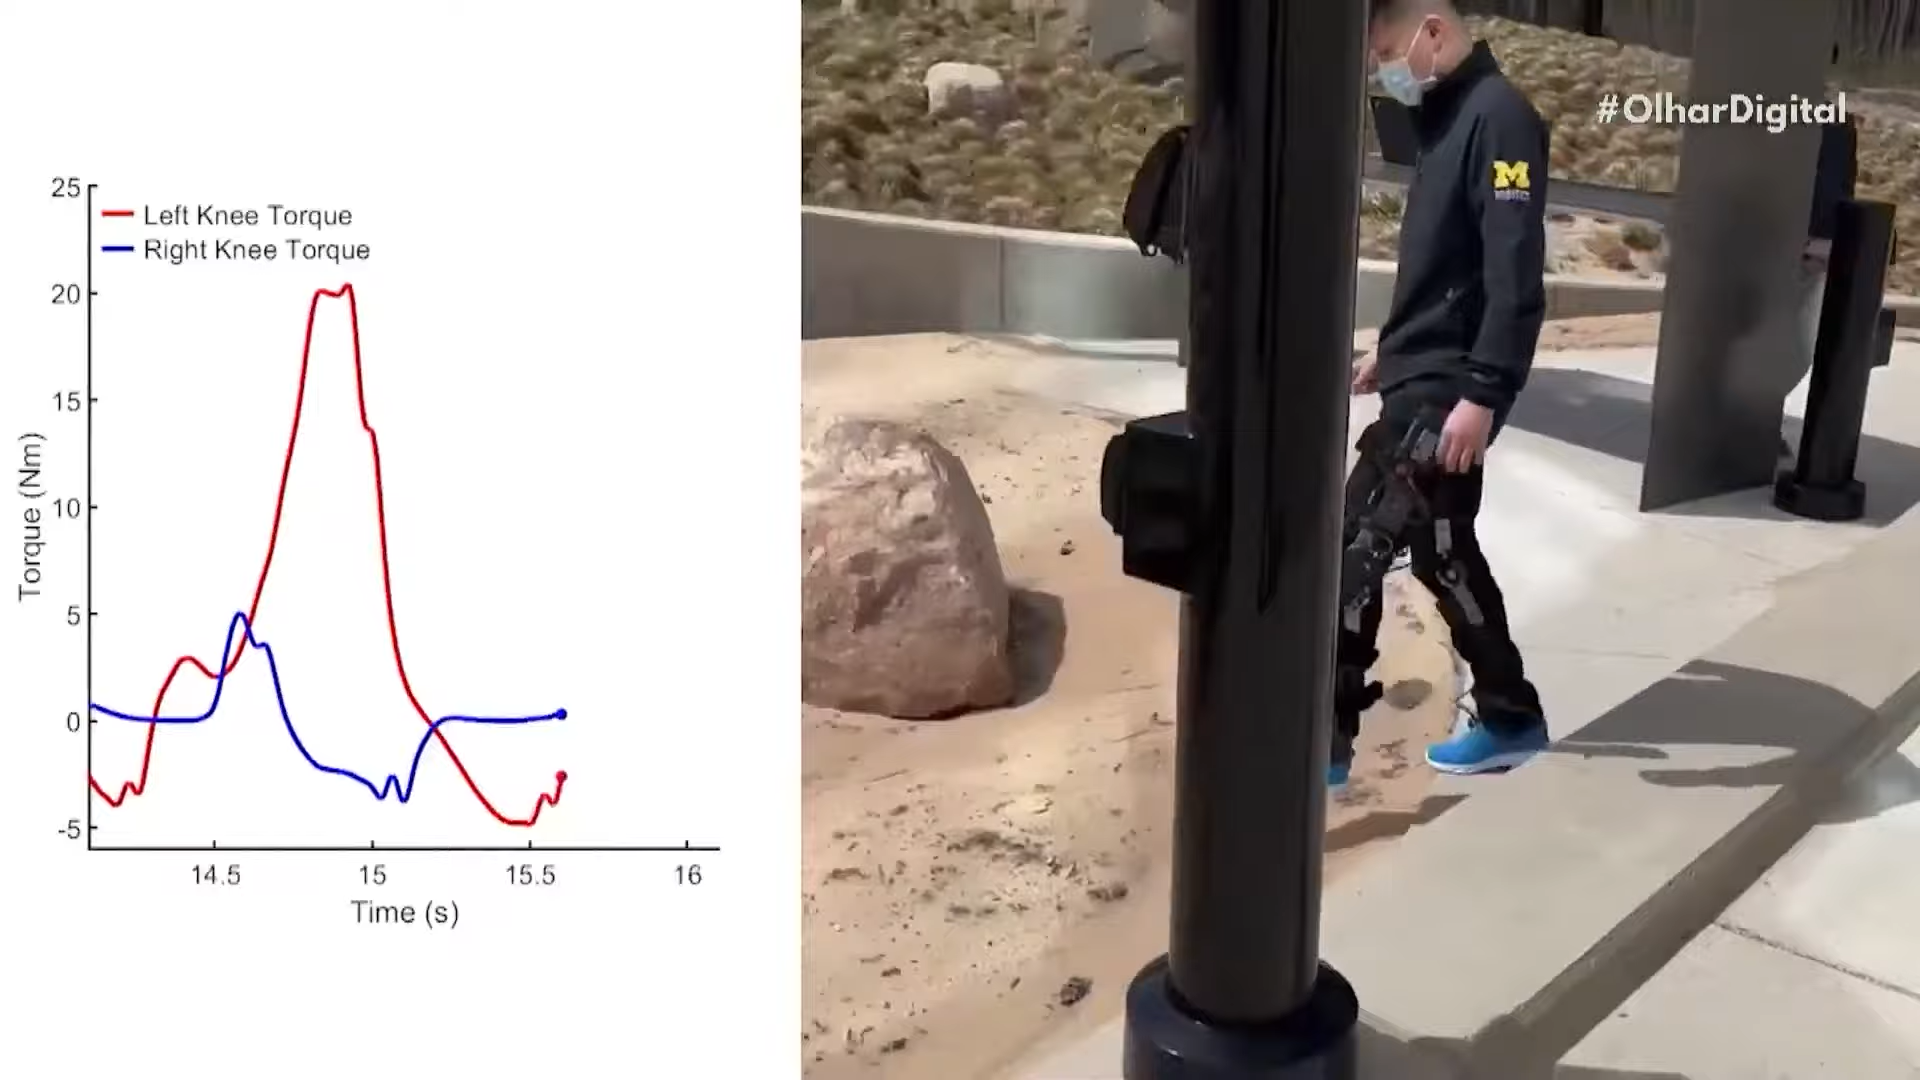 25
Left Knee Torque
Right Knee Torque
20
15
10
5
0
-5
Torque (Nm)
14.5
15
15.5
16
Time (s)
#OlharDigital
M